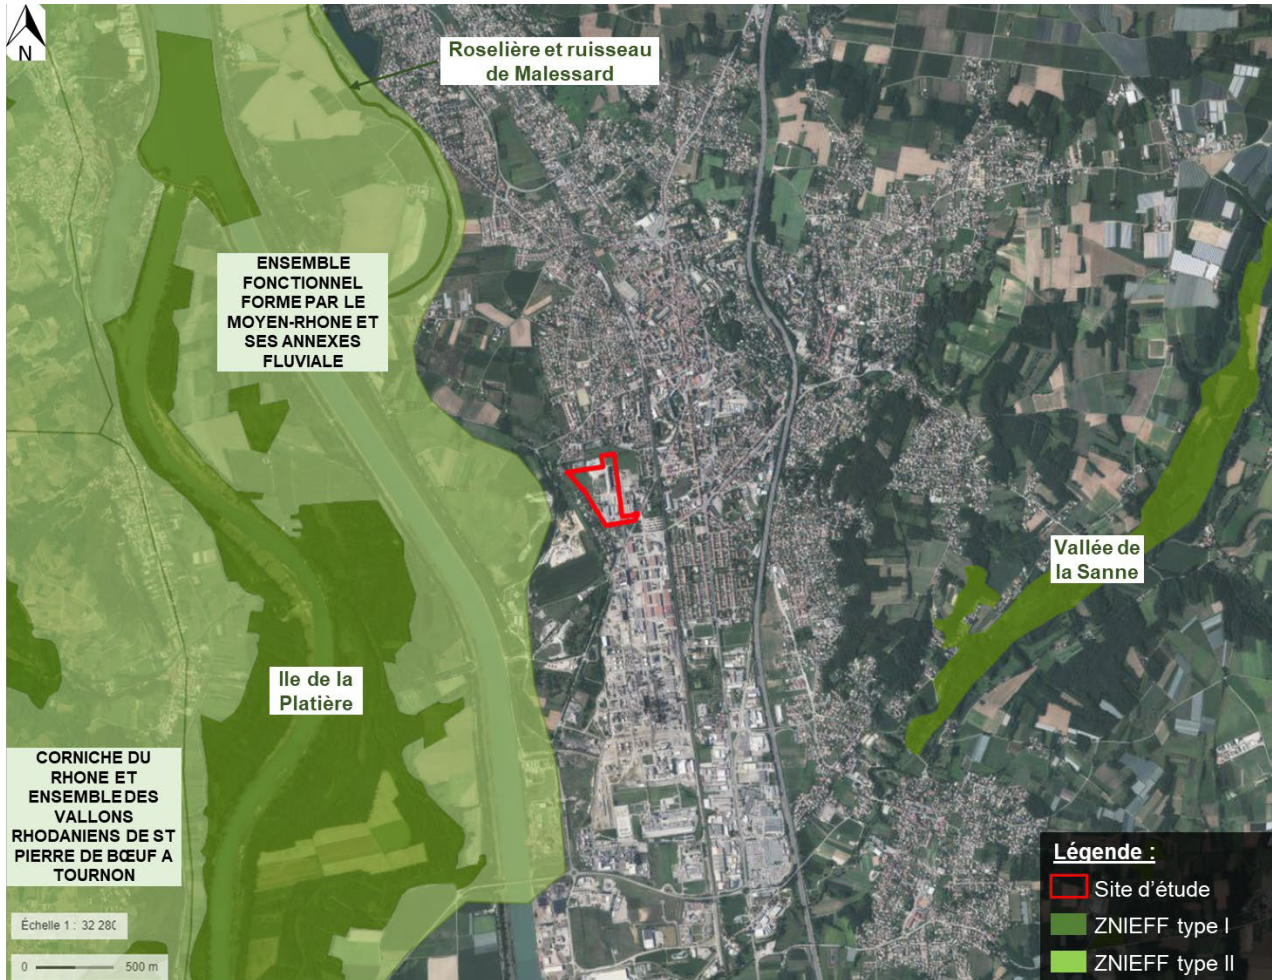 N
Roselière et ruisseau
de Malessard
ENSEMBLE
FONCTIONNEL
FORME PAR LE
MOYEN-RHONE ET
SES ANNEXES
FLUVIALE
Vallée de
la Sanne
Ile de la
Platière
CORNICHE DU
RHONE ET
ENSEMBLE DES
VALLONS
RHODANIENS DE ST
PIERRE DE BŒUF A
TOURNON
Échelle 1 : 32 280
0 500 m
Légende :
Site d'étude
ZNIEFF type I
ZNIEFF type II